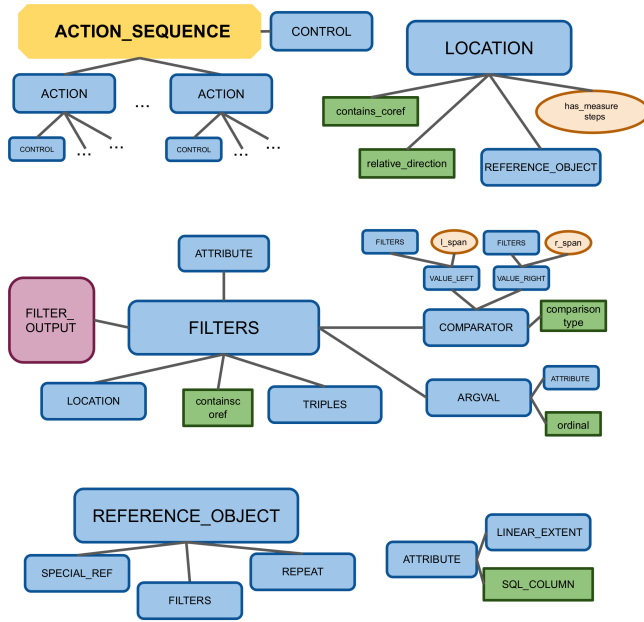 ACTION_SEQUENCE
CONTROL
ACTION
...
ACTION
CONTROL
...
...
CONTROL
...
...
LOCATION
contains_coref
has_measure
steps
relative_direction
REFERENCE_OBJECT
ATTRIBUTE
FILTER_
OUTPUT
FILTERS
LOCATION
containsc
oref
TRIPLES
FILTERS
l_span
FILTERS
r_span
VALUE_LEFT
VALUE_RIGHT
COMPARATOR
comparison
type
ARGVAL
ATTRIBUTE
ordinal
REFERENCE_OBJECT
SPECIAL_REF
FILTERS
REPEAT
ATTRIBUTE
LINEAR_EXTENT
SQL_COLUMN